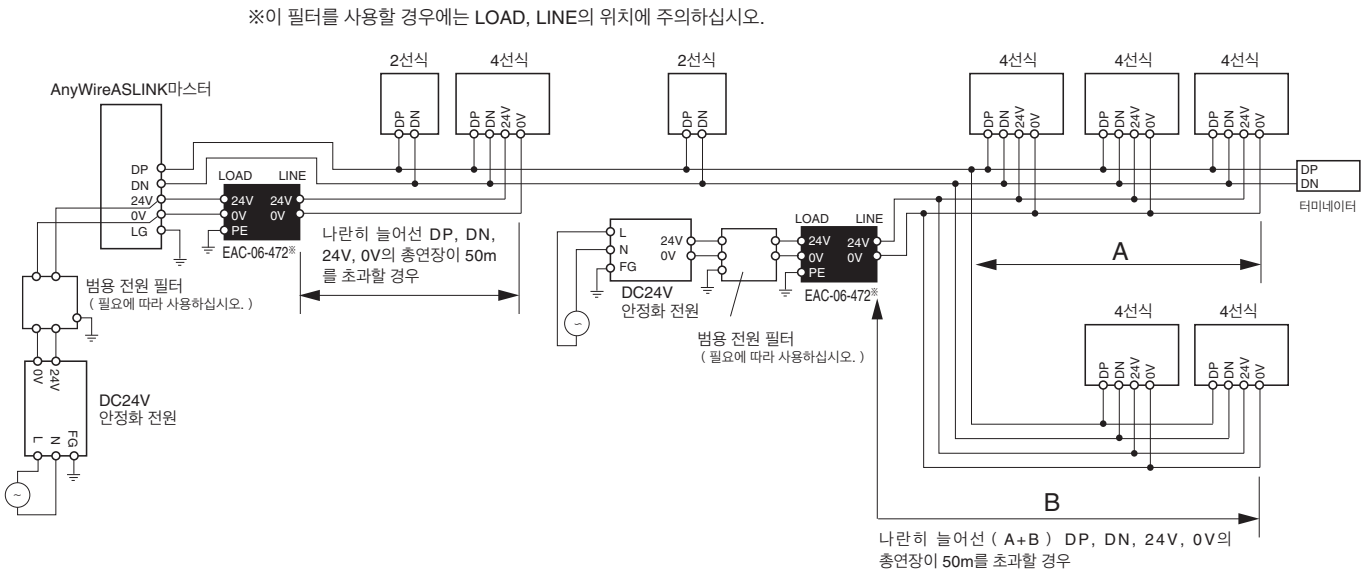 ※이 필터를 사용할 경우에는 LOAD, LINE의 위치에 주의하십시오.
2선식
4선식
2선식
4선식
4선식
4선식
AnyWireASLINK마스터
DP
DN
DP
DN
24V
0V
DP
DN
DP
DN
24V
0V
DP
DN
24V
0V
DP
DN
24V
0V
DP
DN
24V
0V
LG
LOAD
LINE
24V
24V
0V
0V
PE
EAC-06-472※
DP
DN
터미네이터
나란히 늘어선 DP, DN,
24V, 0V의 총연장이 50m
를 초과할 경우
범용 전원 필터
( 필요에 따라 사용하십시오. )
0V
24V
DC24V
안정화 전원
L
N
FG
~
L
N
FG
24V
0V
DC24V
안정화 전원
~
범용 전원 필터
( 필요에 따라 사용하십시오. )
LOAD
LINE
24V
24V
0V
0V
PE
EAC-06-472※
A
4선식
4선식
DP
DN
24V
0V
DP
DN
24V
0V
B
나란히 늘어선 ( A+B ) DP, DN, 24V, 0V의
총연장이 50m를 초과할 경우